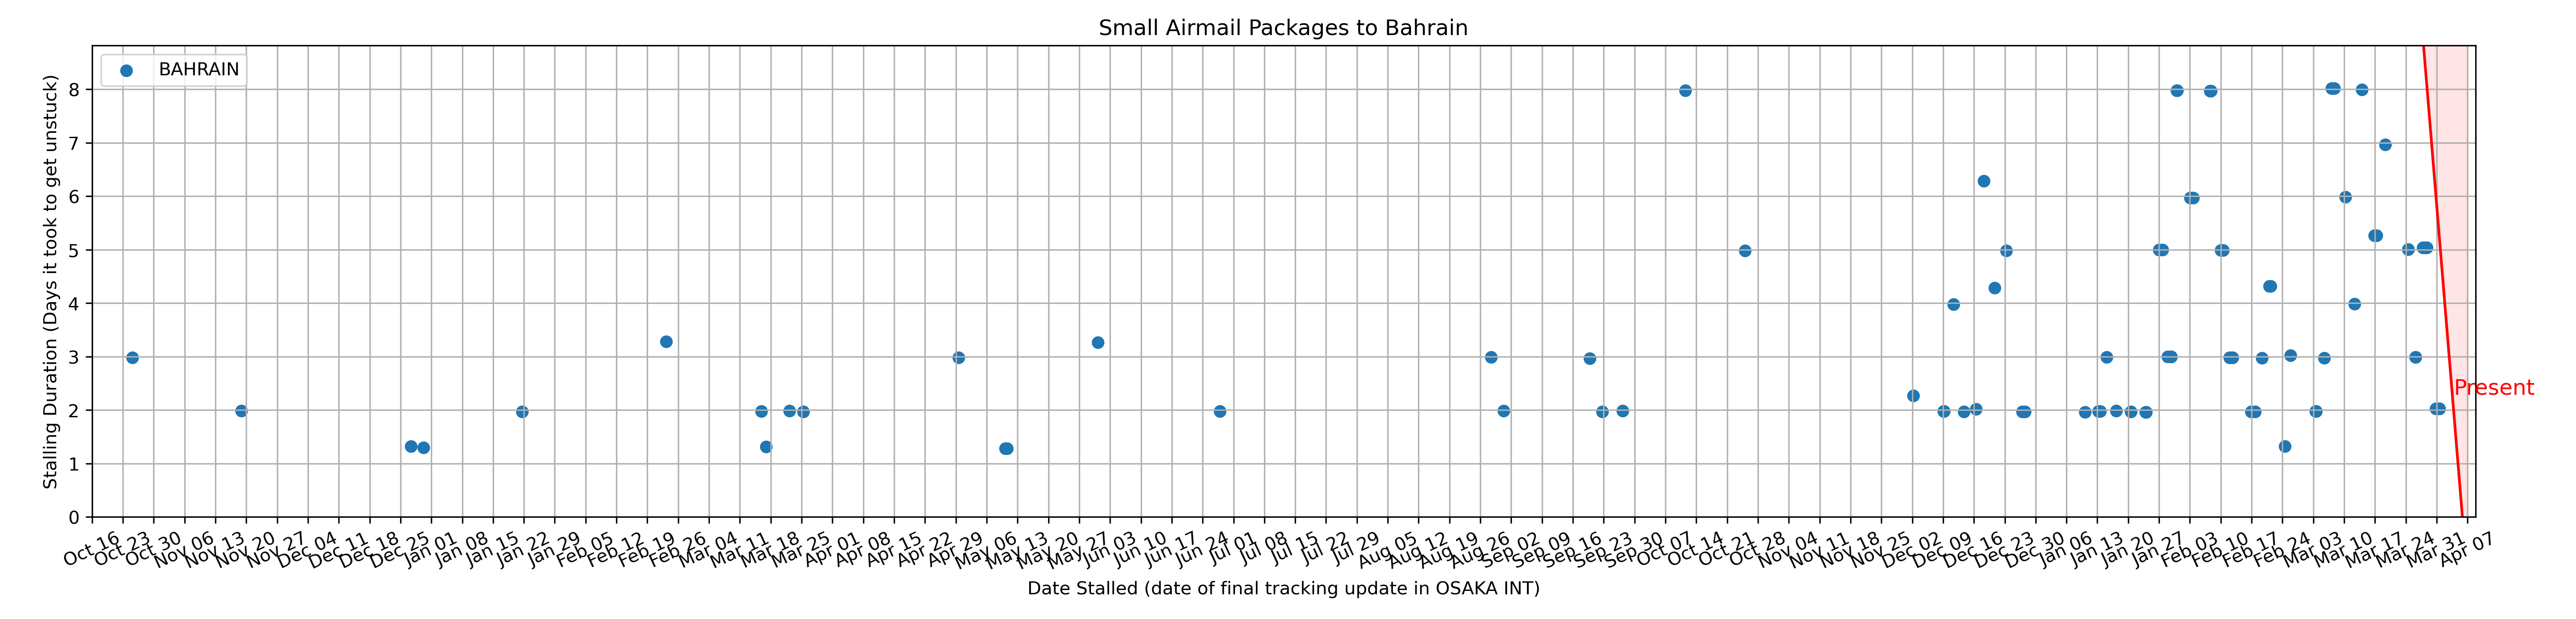 Small Airmail Packages to Bahrain
BAHRAIN
Stalling Duration (Days it took to get unstuck)
8
7
6
5
4
3
2
1
0
Present
Oct 16
Oct 23
Oct 30
Nov 06
Nov 13
Nov 20
Nov 27
Dec 04
Dec 11
Dec 18
Dec 25
Jan 01
Jan 08
Jan 15
Jan 22
Jan 29
Feb 05
Feb 12
Feb 19
Feb 26
Mar 04
Mar 11
Mar 18
Mar 25
Apr 01
Apr 08
Apr 15
Apr 22
Apr 29
May 06
May 13
May 20
May 27
Jun 03
Jun 10
Jun 17
Jun 24
Jul 01
Jul 08
Jul 15
Jul 22
Jul 29
Aug 05
Aug 12
Aug 19
Aug 26
Sep 02
Sep 09
Sep 16
Sep 23
Sep 30
Oct 07
Oct 14
Oct 21
Oct 28
Nov 04
Nov 11
Nov 18
Nov 25
Dec 02
Dec 09
Dec 16
Dec 23
Dec 30
Jan 06
Jan 13
Jan 20
Jan 27
Feb 03
Feb 10
Feb 17
Feb 24
Mar 03
Mar 10
Mar 17
Mar 24
Mar 31
Apr 07
Date Stalled (date of final tracking update in OSAKA INT)